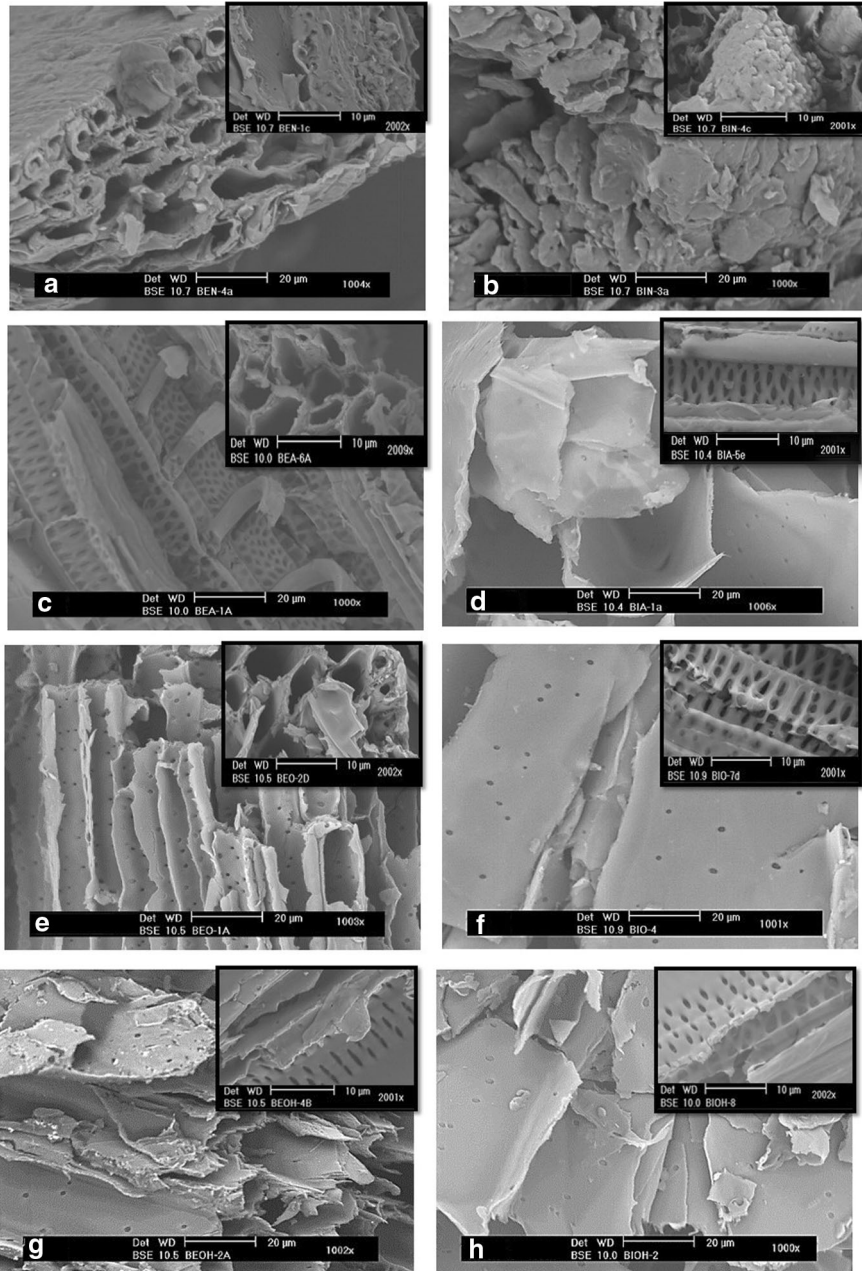 Det WD 10 µm
BSE 10.7 BEN-1c 2002x
a
Det WD 20 µm
BSE 10.7 BEN-4a 1004x
Det WD 10 µm
BSE 10.7 BIN-4c 2001x
b
Det WD 20 µm
BSE 10.7 BIN-3a 1000x
Det WD 10 µm
BSE 10.0 BEA-6A 2009x
c
Det WD 20 µm
BSE 10.0 BEA-1A 1000x
Det WD 10 µm
BSE 10.4 BIA-5e 2001x
d
Det WD 20 µm
BSE 10.4 BIA-1a 1006x
Det WD 10 µm
BSE 10.5 BEO-2D 2002x
e
Det WD 20 µm
BSE 10.5 BEO-1A 1003x
Det WD 10 µm
BSE 10.9 BIO-7d 2001x
f
Det WD 20 µm
BSE 10.9 BIO-4 1001x
Det WD 10 µm
BSE 10.5 BEOH-4B 2001x
g
Det WD 20 µm
BSE 10.5 BEOH-2A 1002x
Det WD 10 µm
BSE 10.0 BIOH-8 2002x
h
Det WD 20 µm
BSE 10.0 BIOH-2 1000x